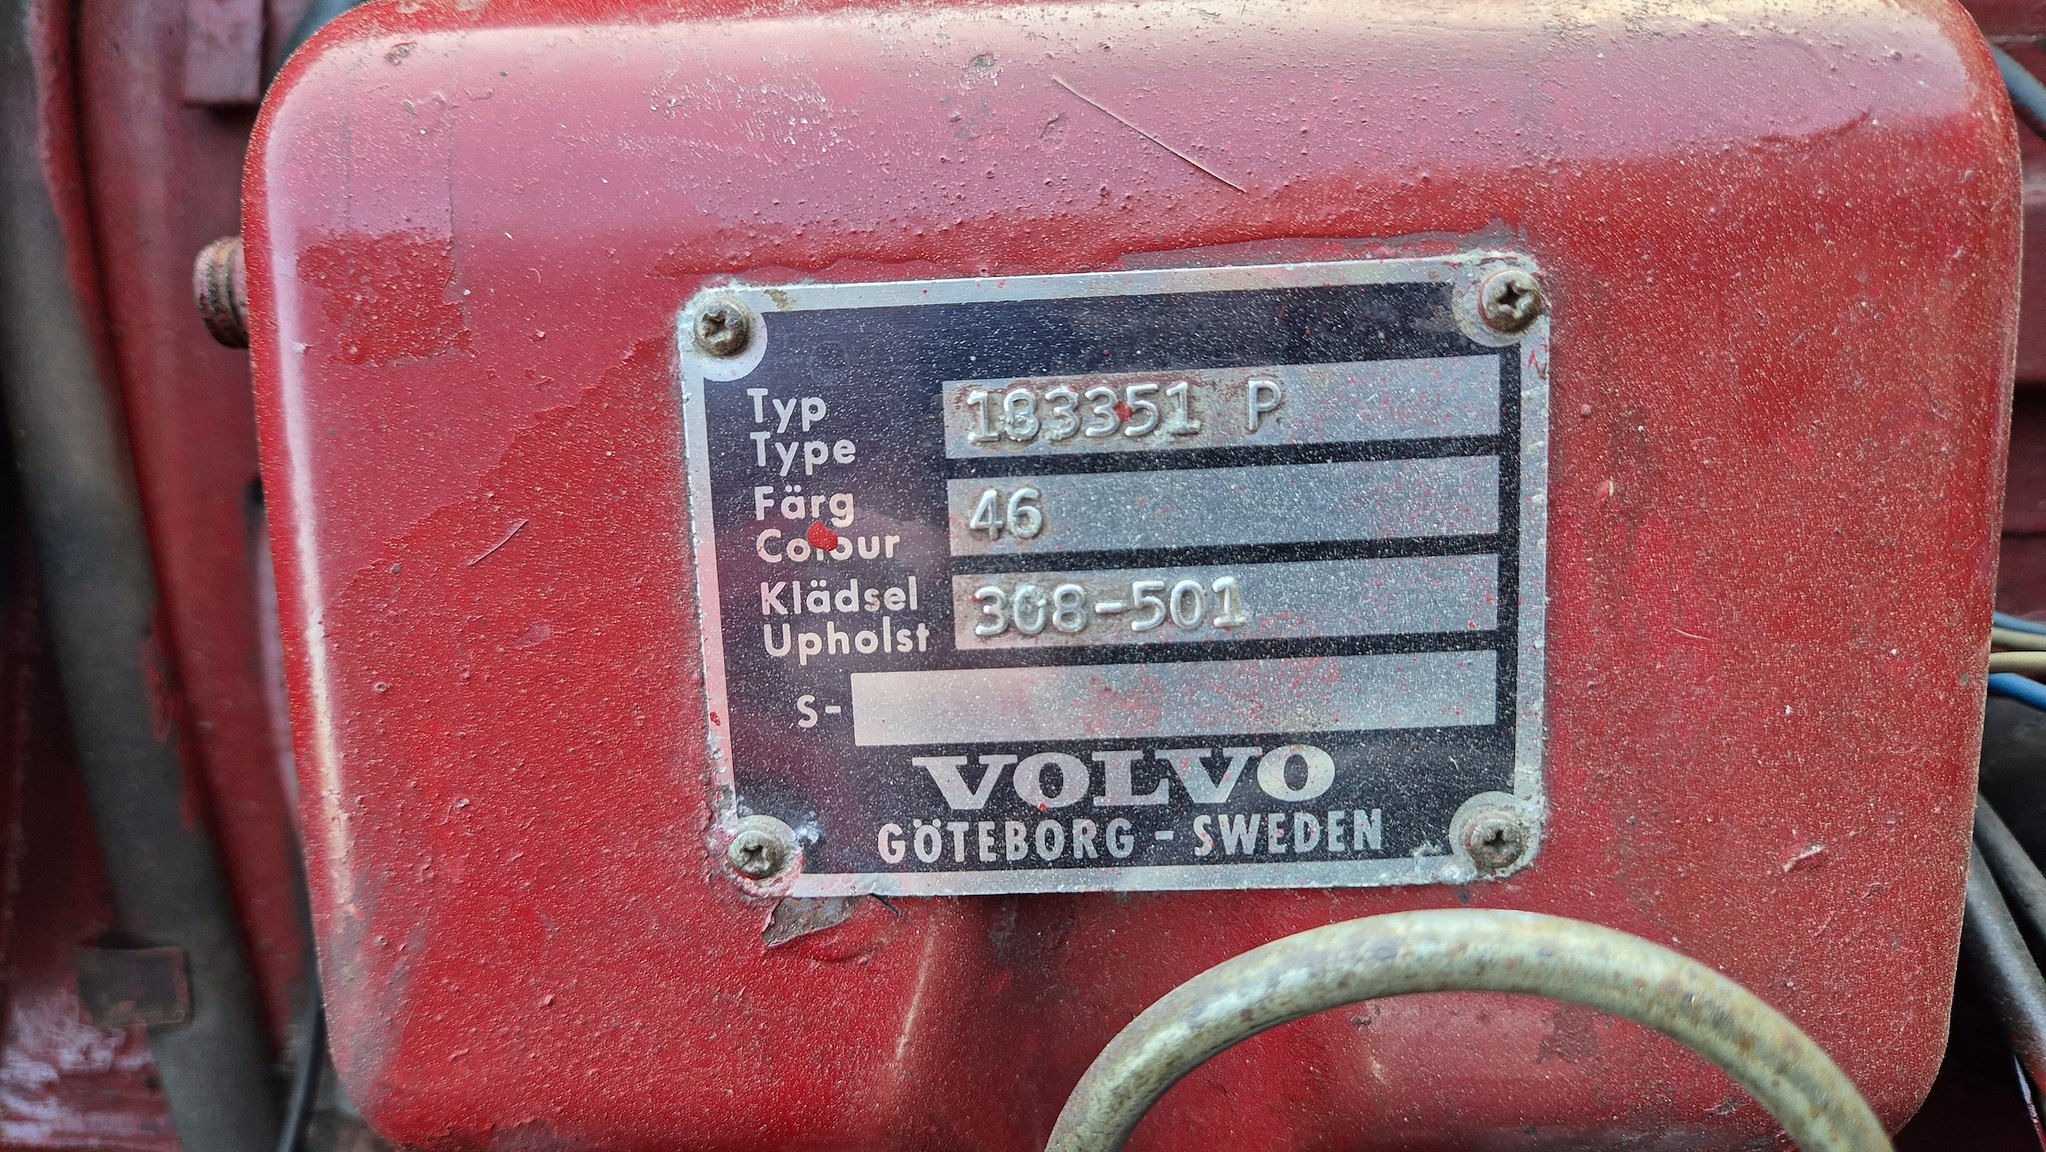 Typ
Type 183351 P
Färg
Colour 46
Klädsel
Upholst 308-501
S-
VOLVO
GÖTEBORG - SWEDEN